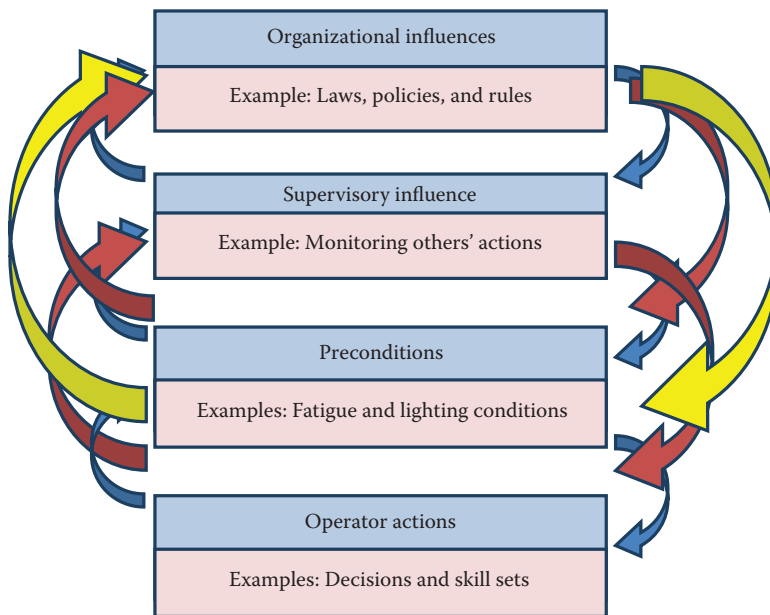 Organizational influences
Example: Laws, policies, and rules
Supervisory influence
Example: Monitoring others’ actions
Preconditions
Examples: Fatigue and lighting conditions
Operator actions
Examples: Decisions and skill sets